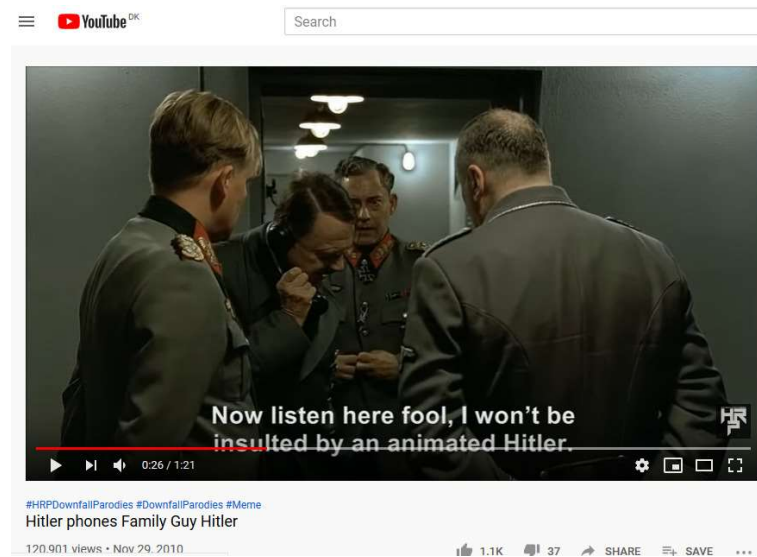 YouTube DK
Search
Now listen here fool, I won't be
insulted by an animated Hitler.
HRP
0:26 / 1:21
#HRPDownfallParodies #DownfallParodies #Meme
Hitler phones Family Guy Hitler
120,901 views • Nov 29, 2010 1.1K 37 SHARE SAVE